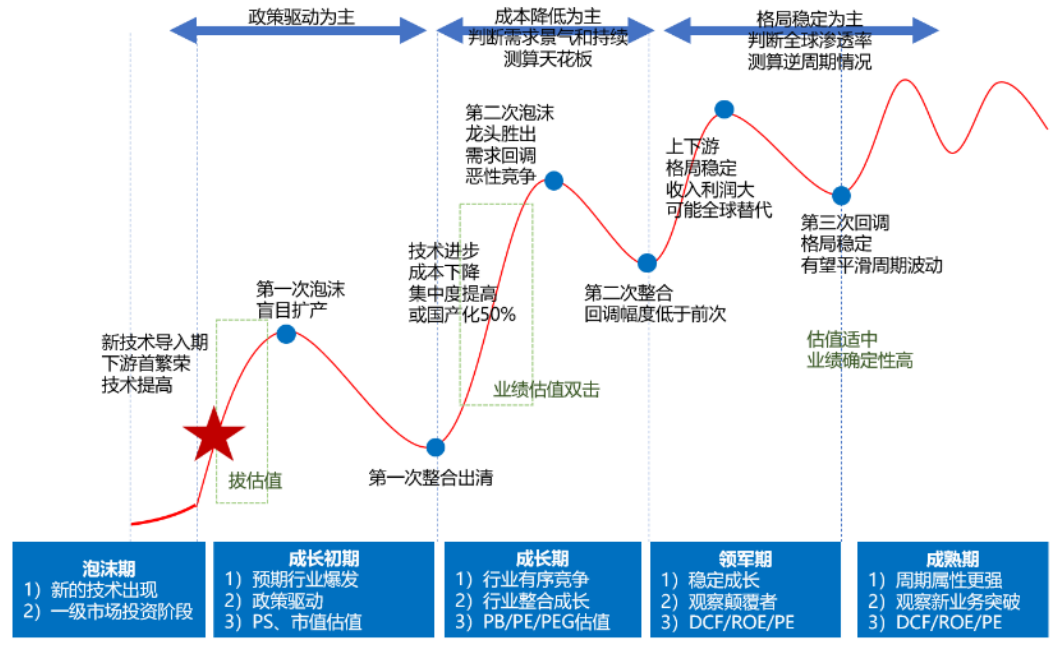 政策驱动为主
成本降低为主
判断需求景气和持续
测算天花板
格局稳定为主
判断全球渗透率
测算逆周期情况
第二次泡沫
龙头胜出
需求回调
恶性竞争
上下游
格局稳定
收入利润大
可能全球替代
第三次回调
格局稳定
有望平滑周期波动
技术进步
成本下降
集中度提高
或国产化50%
第一次泡沫
盲目扩产
第二次整合
回调幅度低于前次
新技术导入期
下游首繁荣
技术提高
估值适中
业绩确定性高
业绩估值双击
拔估值
第一次整合出清
泡沫期
1）新的技术出现
2）一级市场投资阶段
成长初期
1）预期行业爆发
2）政策驱动
3）PS、市值估值
成长期
1）行业有序竞争
2）行业整合成长
3）PB/PE/PEG估值
领军期
1）稳定成长
2）观察颠覆者
3）DCF/ROE/PE
成熟期
1）周期属性更强
2）观察新业务突破
3）DCF/ROE/PE